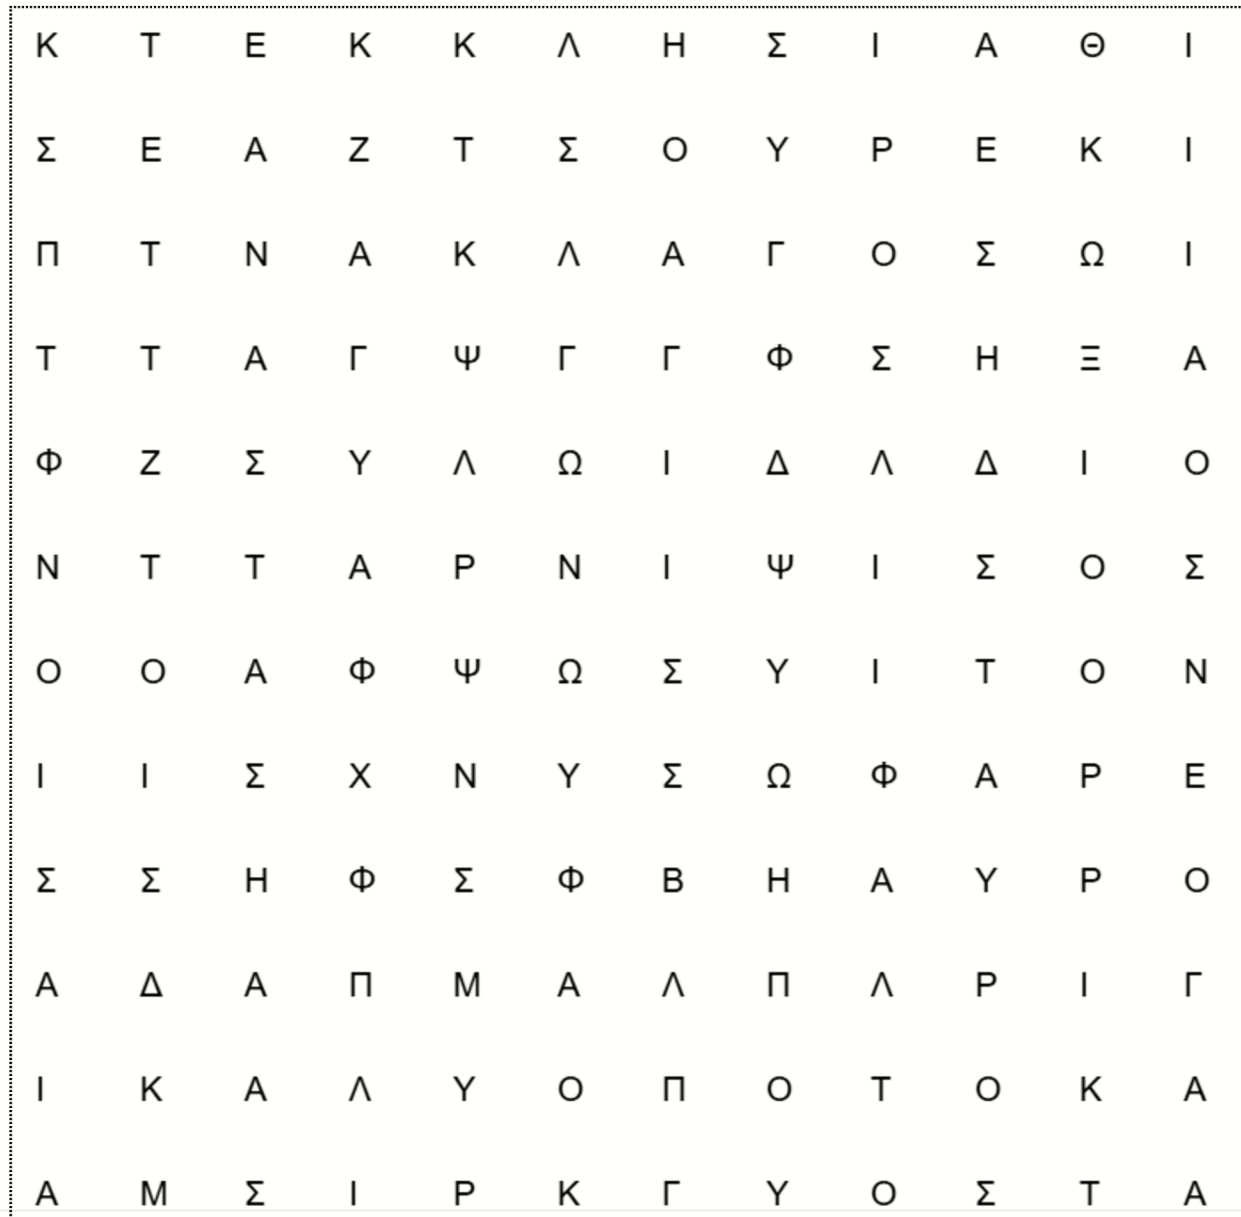 Κ Τ Ε Κ Κ Λ Η Σ Ι Α Θ Ι
Σ Ε Α Ζ Τ Σ Ο Υ Ρ Ε Κ Ι
Π Τ Ν Α Κ Λ Α Γ Ο Σ Ω Ι
Τ Τ Α Γ Ψ Γ Γ Φ Σ Η Ξ Α
Φ Ζ Σ Υ Λ Ω Ι Δ Λ Δ Ι Ο
Ν Τ Τ Α Ρ Ν Ι Ψ Ι Σ Ο Σ
Ο Ο Α Φ Ψ Ω Σ Υ Ι Τ Ο Ν
Ι Ι Σ Χ Ν Υ Σ Ω Φ Α Ρ Ε
Σ Σ Η Φ Σ Φ Β Η Α Υ Ρ Ο
Α Δ Α Π Μ Α Λ Π Λ Ρ Ι Γ
Ι Κ Α Λ Υ Ο Π Ο Τ Ο Κ Α
Α Μ Σ Ι Ρ Κ Γ Υ Ο Σ Τ Α